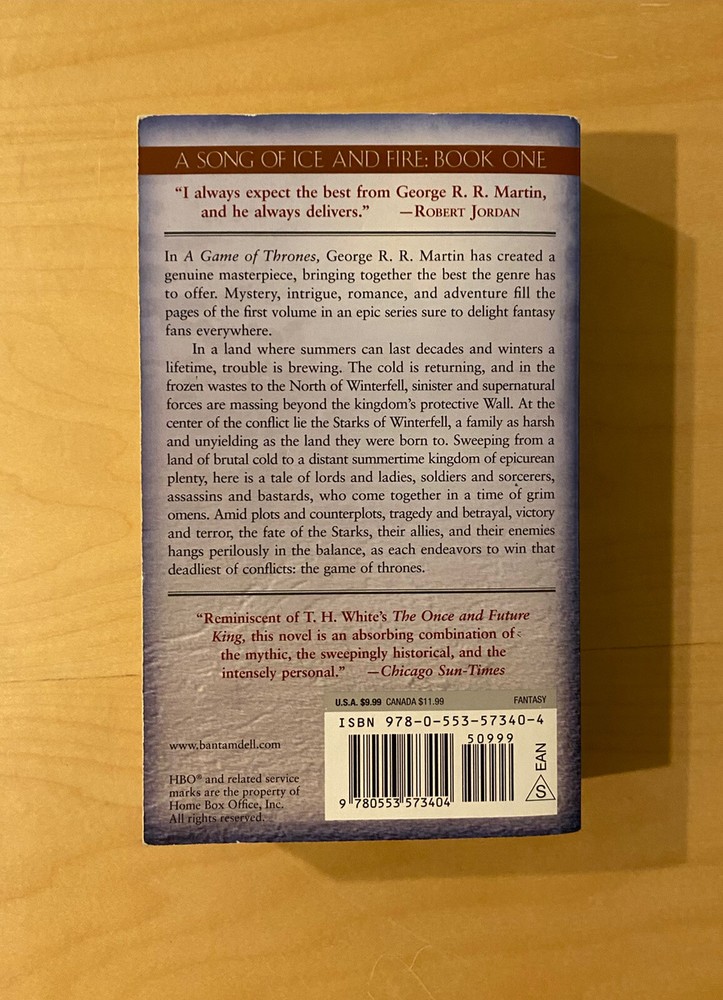 A SONG OF ICE AND FIRE: BOOK ONE
“I always expect the best from George R. R. Martin,
and he always delivers.” —ROBERT JORDAN
In A Game of Thrones, George R. R. Martin has created a
genuine masterpiece, bringing together the best the genre has
to offer. Mystery, intrigue, romance, and adventure fill the
pages of the first volume in an epic series sure to delight fantasy
fans everywhere.
In a land where summers can last decades and winters a
lifetime, trouble is brewing. The cold is returning, and in the
frozen wastes to the North of Winterfell, sinister and supernatural
forces are massing beyond the kingdom’s protective Wall. At the
center of the conflict lie the Starks of Winterfell, a family as harsh
and unyielding as the land they were born to. Sweeping from a
land of brutal cold to a distant summertime kingdom of epicurean
plenty, here is a tale of lords and ladies, soldiers and sorcerers,
assassins and bastards, who come together in a time of grim
omens. Amid plots and counterplots, tragedy and betrayal, victory
and terror, the fate of the Starks, their allies, and their enemies
hangs perilously in the balance, as each endeavors to win that
deadliest of conflicts: the game of thrones.
“Reminiscent of T. H. White’s The Once and Future
King, this novel is an absorbing combination of
the mythic, the sweepingly historical, and the
intensely personal.” —Chicago Sun-Times
U.S.A. $9.99 CANADA $11.99 FANTASY
ISBN 978-0-553-57340-4
50999
9 780553 573404
S EAN
www.bantamdell.com
HBO® and related service
marks are the property of
Home Box Office, Inc.
All rights reserved.